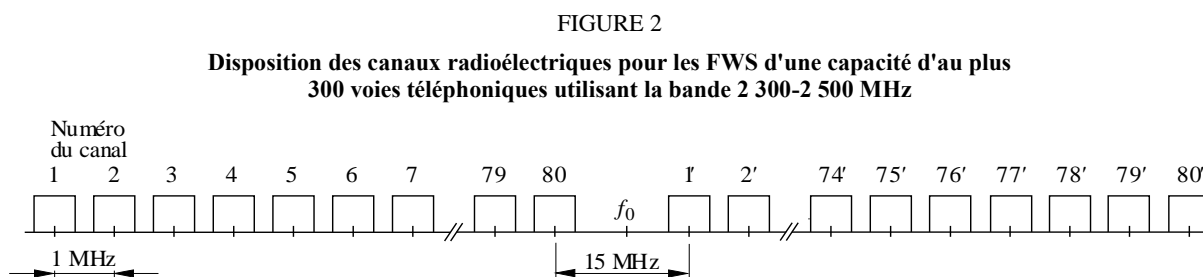 FIGURE 2
Disposition des canaux radioélectriques pour les FWS d'une capacité d'au plus
300 voies téléphoniques utilisant la bande 2 300-2 500 MHz
Numéro
du canal
1 2 3 4 5 6 7 79 80 f0 1′ 2′ 74′ 75′ 76′ 77′ 78′ 79′ 80′
1 MHz 15 MHz